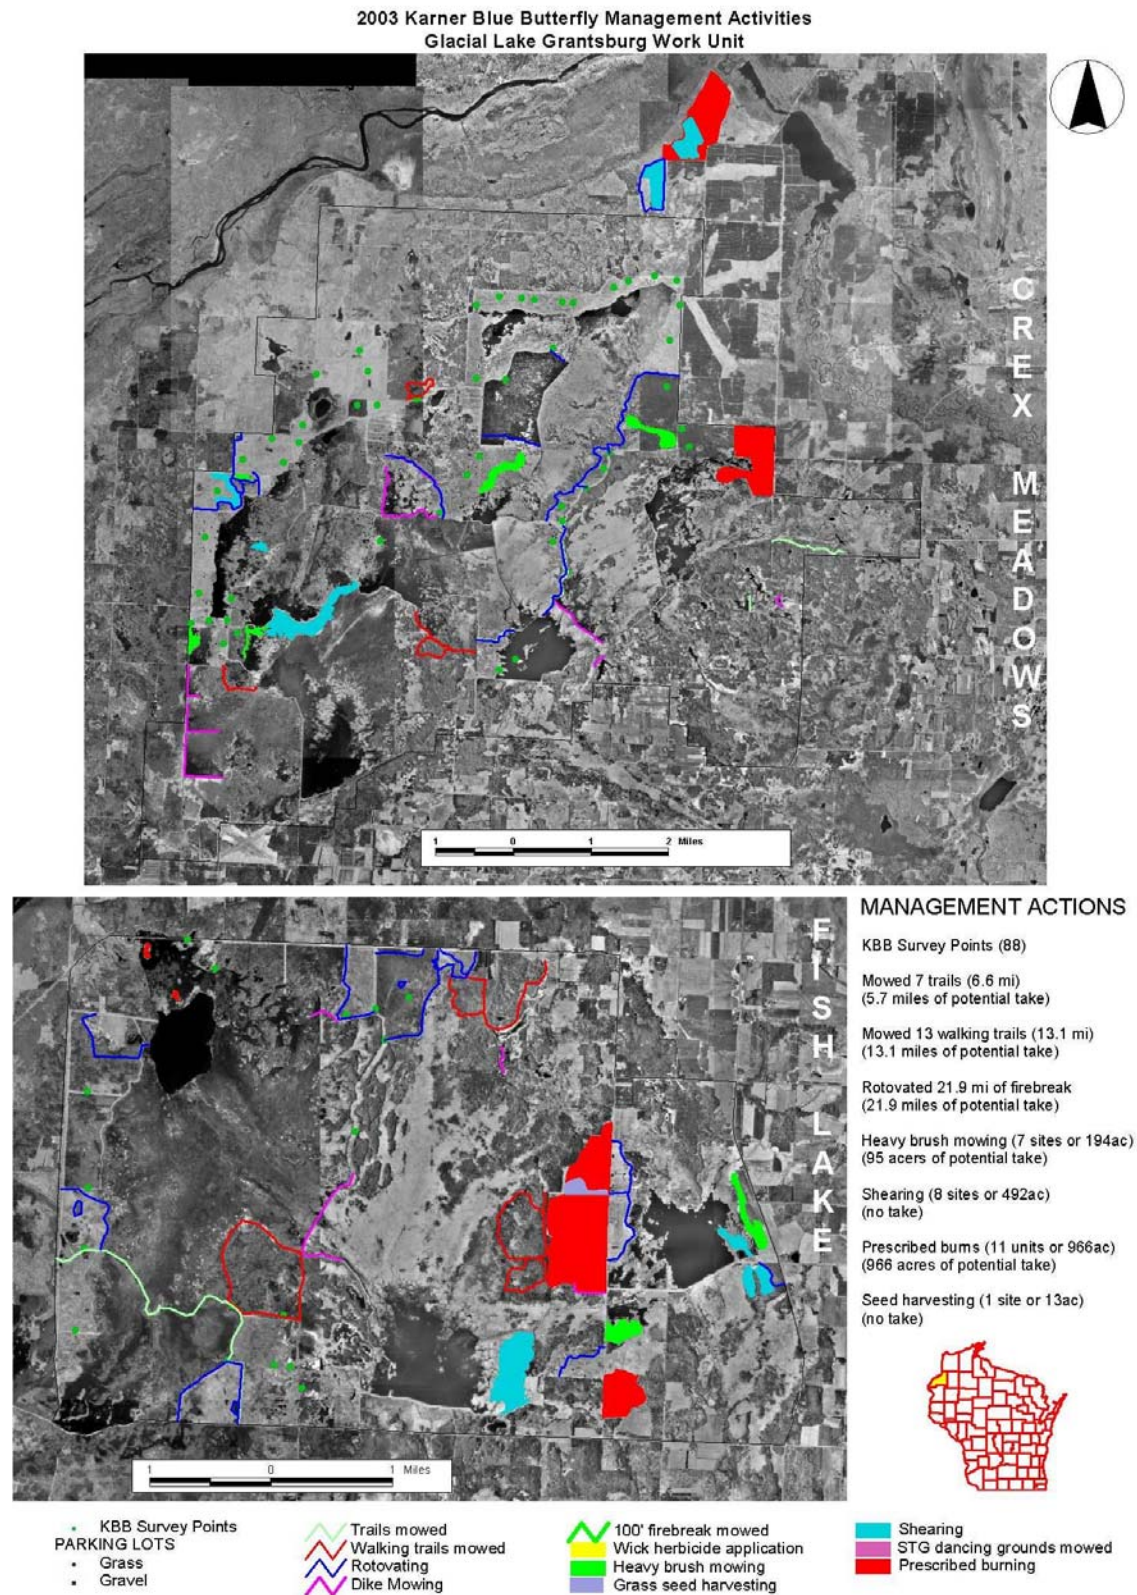 2003 Karner Blue Butterfly Management Activities
Glacial Lake Grantsburg Work Unit
CREX
MEADOWS
1 0 1 2 Miles
FISH
LAKE
MANAGEMENT ACTIONS
KBB Survey Points (88)
Mowed 7 trails (6.6 mi)
(5.7 miles of potential take)
Mowed 13 walking trails (13.1 mi)
(13.1 miles of potential take)
Rotovated 21.9 mi of firebreak
(21.9 miles of potential take)
Heavy brush mowing (7 sites or 194ac)
(95 acers of potential take)
Shearing (8 sites or 492ac)
(no take)
Prescribed burns (11 units or 966ac)
(966 acres of potential take)
Seed harvesting (1 site or 13ac)
(no take)
1 0 1 Miles
KBB Survey Points
PARKING LOTS
Grass
Gravel
Trails mowed
Walking trails mowed
Rotovating
Dike Mowing
100' firebreak mowed
Wick herbicide application
Heavy brush mowing
Grass seed harvesting
Shearing
STG dancing grounds mowed
Prescribed burning